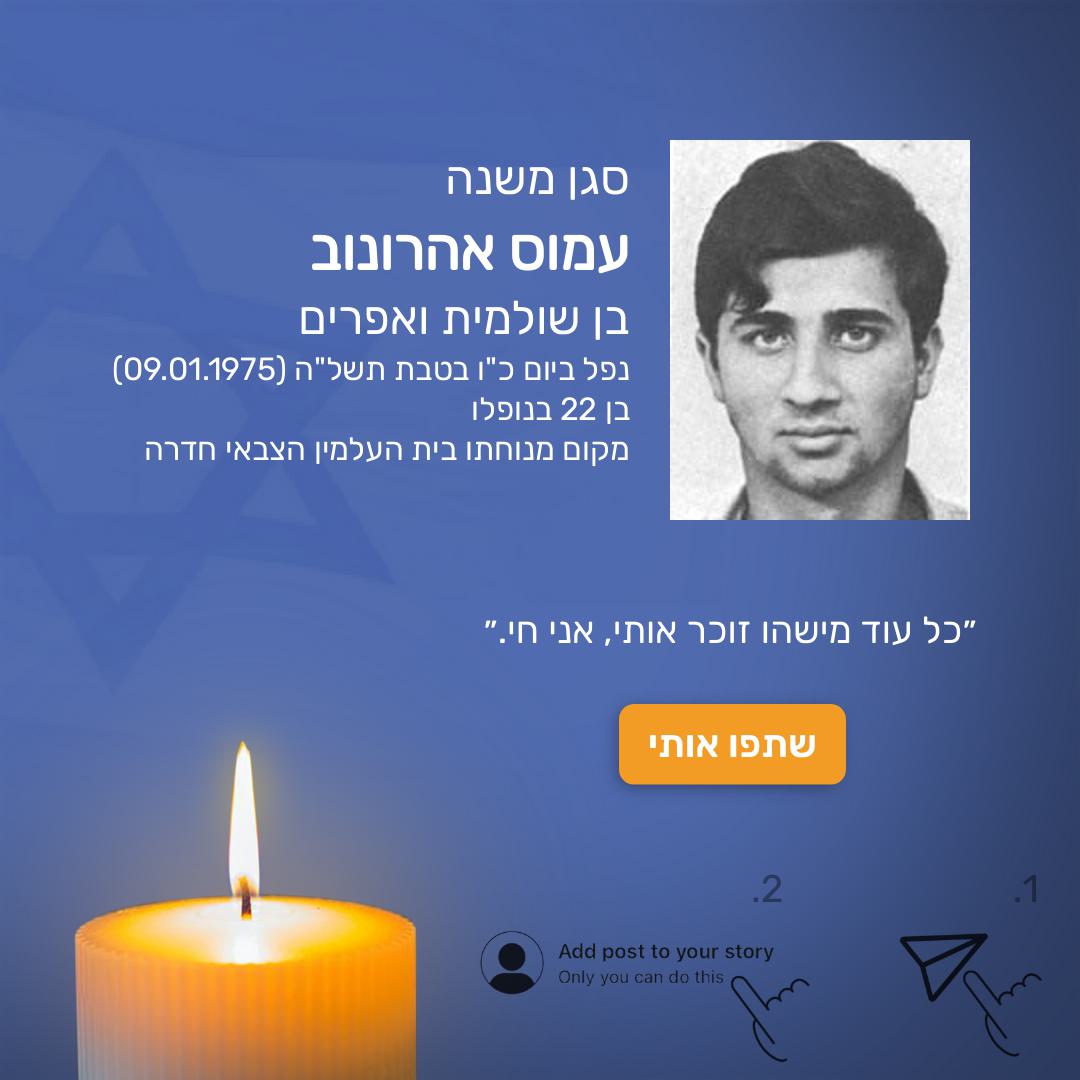 סגן משנה
עמוס אהרונוב
בן שולמית ואפרים
נפל ביום כ"ו בטבת תשל"ה (09.01.1975)
בן 22 בנופלו
מקום מנוחתו בית העלמין הצבאי חדרה
״כל עוד מישהו זוכר אותי, אני חי.״
שתפו אותי
.1
.2
Add post to your story
Only you can do this